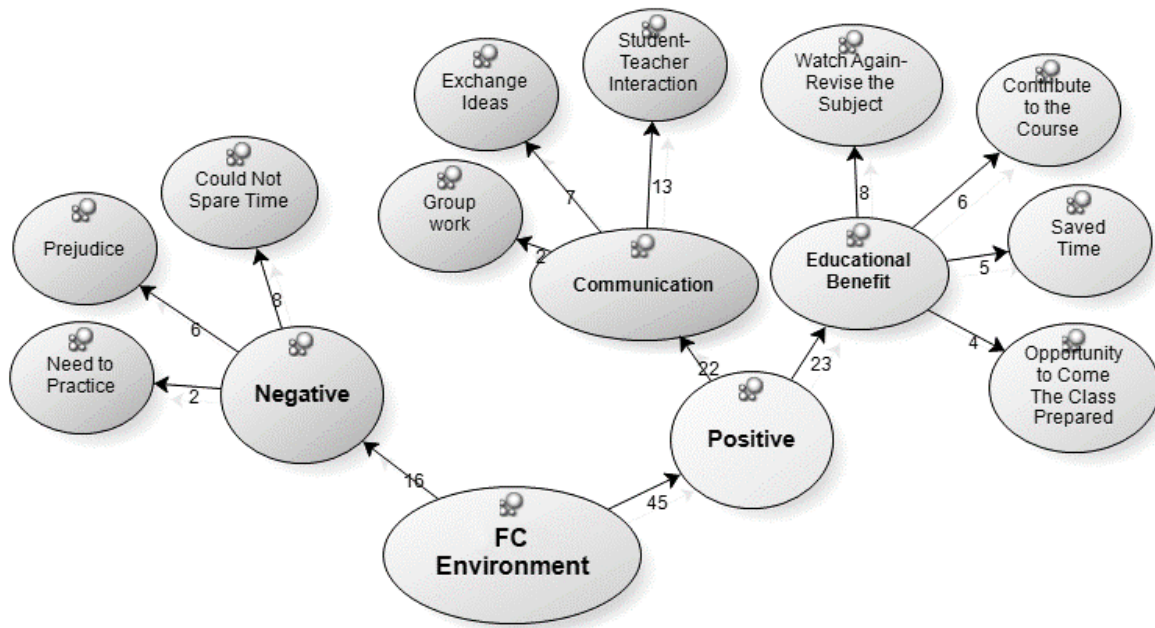 Student-
Teacher
Interaction
Exchange
Ideas
Watch Again-
Revise the
Subject
Contribute
to the
Course
Could Not
Spare Time
Group
work
13
7
8
6
Saved
Time
Prejudice
2
Communication
Educational
Benefit
5
8
6
4
Need to
Practice
2
Negative
22
23
Opportunity
to Come
The Class
Prepared
Positive
16
45
FC
Environment